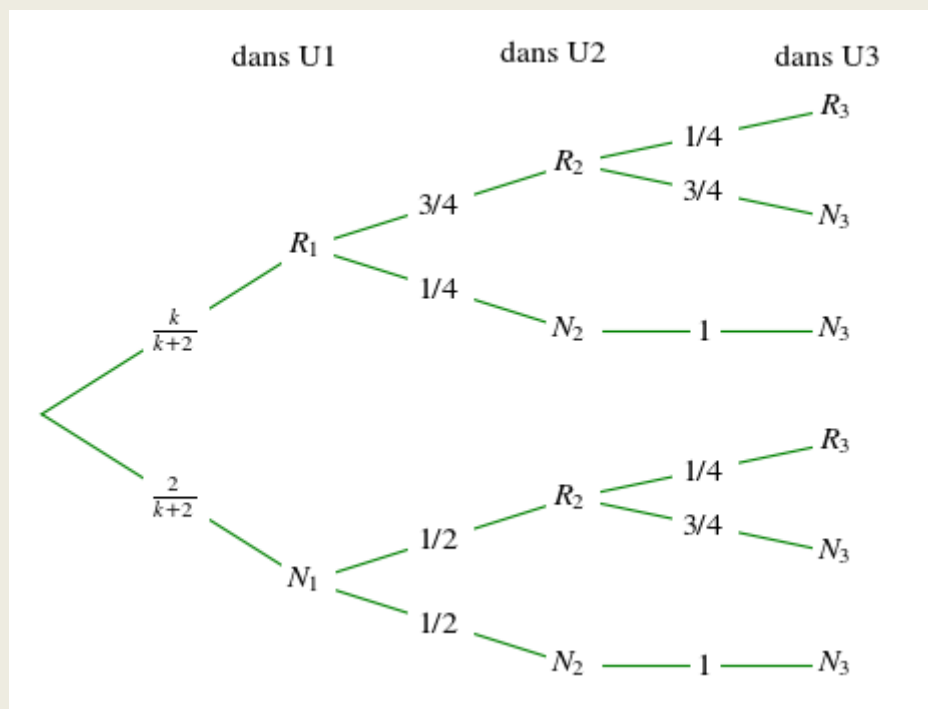 dans U1 dans U2 dans U3
R₃
1/4
R₂
3/4
3/4
N₃
R₁
1/4
k/(k+2)
N₂ 1 N₃
R₃
1/4
2/(k+2)
R₂
3/4
1/2
N₃
N₁
1/2
N₂ 1 N₃